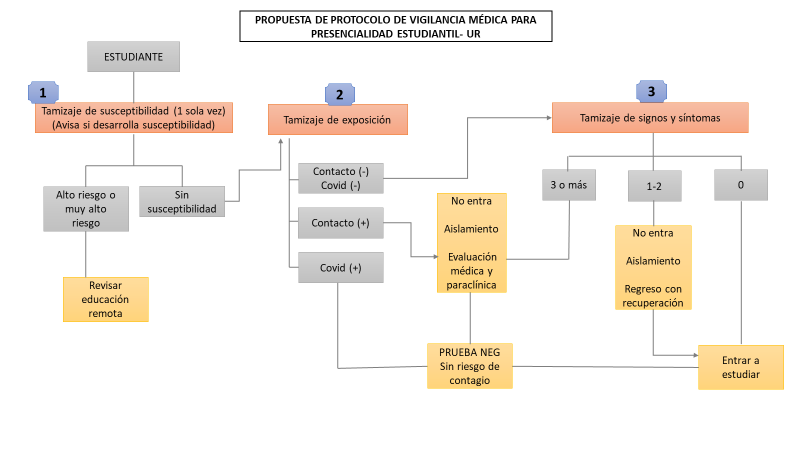 PROPUESTA DE PROTOCOLO DE VIGILANCIA MÉDICA PARA
PRESENCIALIDAD ESTUDIANTIL- UR
ESTUDIANTE
1
Tamizaje de susceptibilidad (1 sola vez)
(Avisa si desarrolla susceptibilidad)
Alto riesgo o
muy alto
riesgo
Sin
susceptibilidad
Revisar
educación
remota
2
Tamizaje de exposición
Contacto (-)
Covid (-)
Contacto (+)
Covid (+)
No entra
Aislamiento
Evaluación
médica y
paraclínica
PRUEBA NEG
Sin riesgo de
contagio
3
Tamizaje de signos y síntomas
3 o más
1-2
0
No entra
Aislamiento
Regreso con
recuperación
Entrar a
estudiar